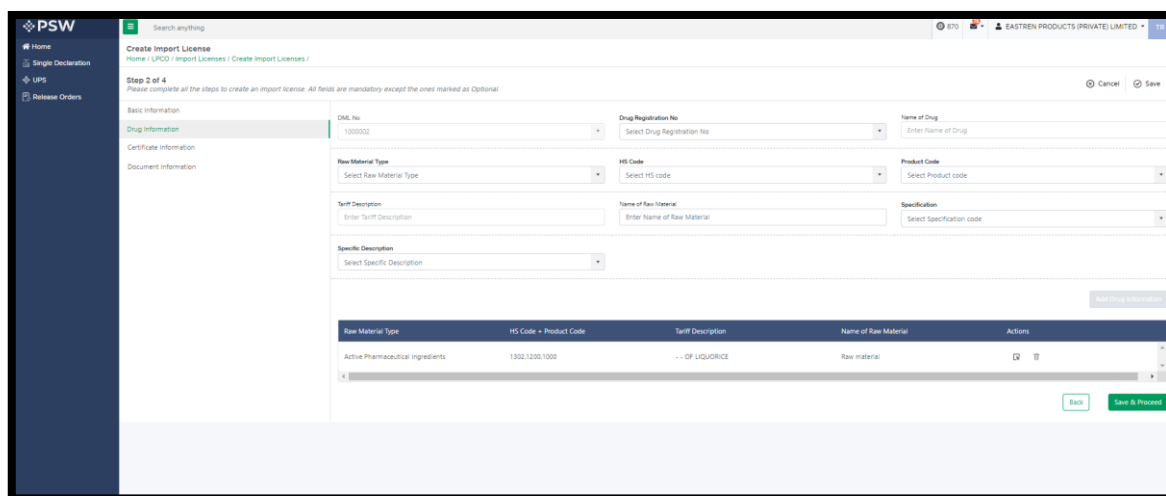 PSW
Search anything
870
EASTREN PRODUCTS (PRIVATE) LIMITED
TR
Home
Single Declaration
UPS
Release Orders
Create Import License
Home / LPCO / Import Licenses / Create Import Licenses /
Step 2 of 4
Please complete all the steps to create an import license. All fields are mandatory except the ones marked as Optional.
Cancel
Save
Basic Information
Drug Information
Certificate Information
Document Information
DML No
Drug Registration No
Name of Drug
1000002
Select Drug Registration No
Enter Name of Drug
Raw Material Type
HS Code
Product Code
Select Raw Material Type
Select HS code
Select Product code
Tariff Description
Name of Raw Material
Specification
Enter Tariff Description
Enter Name of Raw Material
Select Specification code
Specific Description
Select Specific Description
Add Drug Information
Raw Material Type HS Code + Product Code Tariff Description Name of Raw Material Actions
Active Pharmaceutical Ingredients 1302.1200.1000 - - OF LIQUORICE Raw material
Back
Save & Proceed